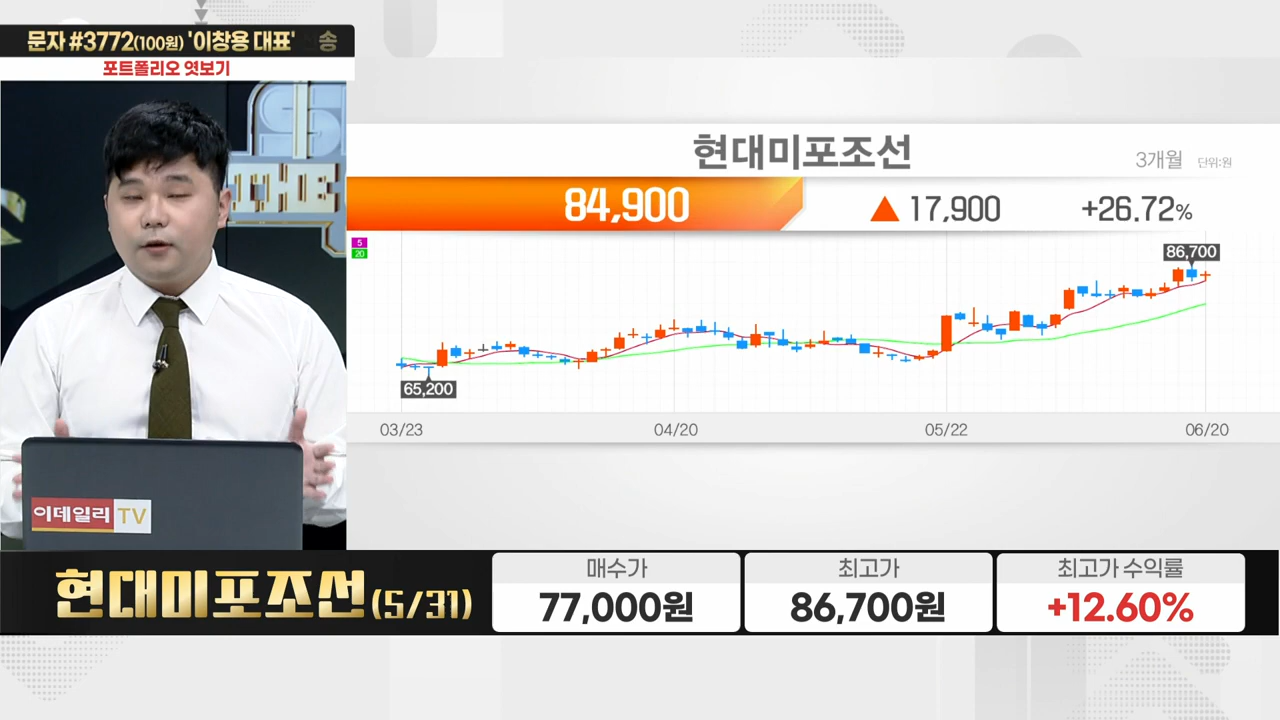 문자 #3772(100원) '이창용 대표' 송
포트폴리오 엿보기
THE
현대미포조선
3개월 단위:원
84,900 ▲ 17,900 +26.72%
5
20
86,700
65,200
03/23 04/20 05/22 06/20
이데일리 TV
현대미포조선(5/31)
매수가 최고가 최고가 수익률
77,000원 86,700원 +12.60%